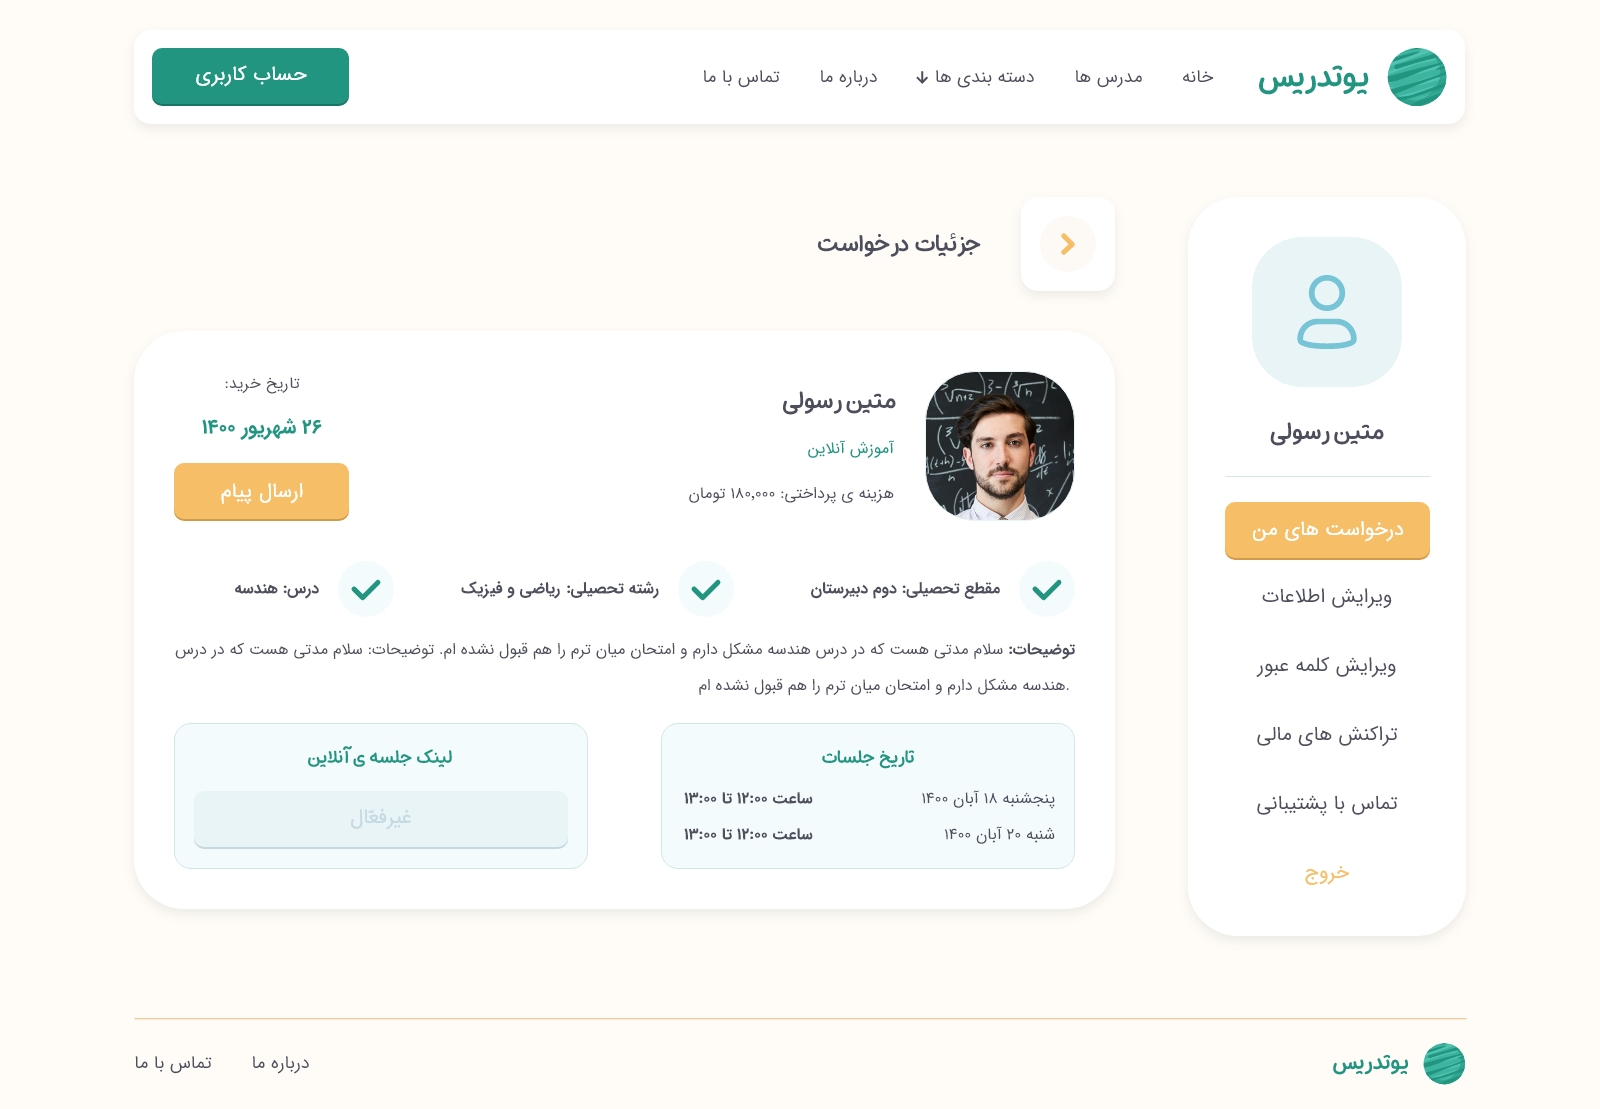 یوتدریس
خانه
مدرس ها
دسته بندی ها
درباره ما
تماس با ما
حساب کاربری
متین رسولی
درخواست های من
ویرایش اطلاعات
ویرایش کلمه عبور
تراکنش های مالی
تماس با پشتیبانی
خروج
جزئیات درخواست
متین رسولی
آموزش آنلاین
هزینه ی پرداختی: ۱۸۰,۰۰۰ تومان
تاریخ خرید:
۲۶ شهریور ۱۴۰۰
ارسال پیام
مقطع تحصیلی: دوم دبیرستان
رشته تحصیلی: ریاضی و فیزیک
درس: هندسه
توضیحات: سلام مدتی هست که در درس هندسه مشکل دارم و امتحان میان ترم را هم قبول نشده ام. توضیحات: سلام مدتی هست که در درس
.هندسه مشکل دارم و امتحان میان ترم را هم قبول نشده ام
تاریخ جلسات
پنجشنبه ۱۸ آبان ۱۴۰۰ ساعت ۱۲:۰۰ تا ۱۳:۰۰
شنبه ۲۰ آبان ۱۴۰۰ ساعت ۱۲:۰۰ تا ۱۳:۰۰
لینک جلسه ی آنلاین
غیرفعّال
یوتدریس
درباره ما
تماس با ما